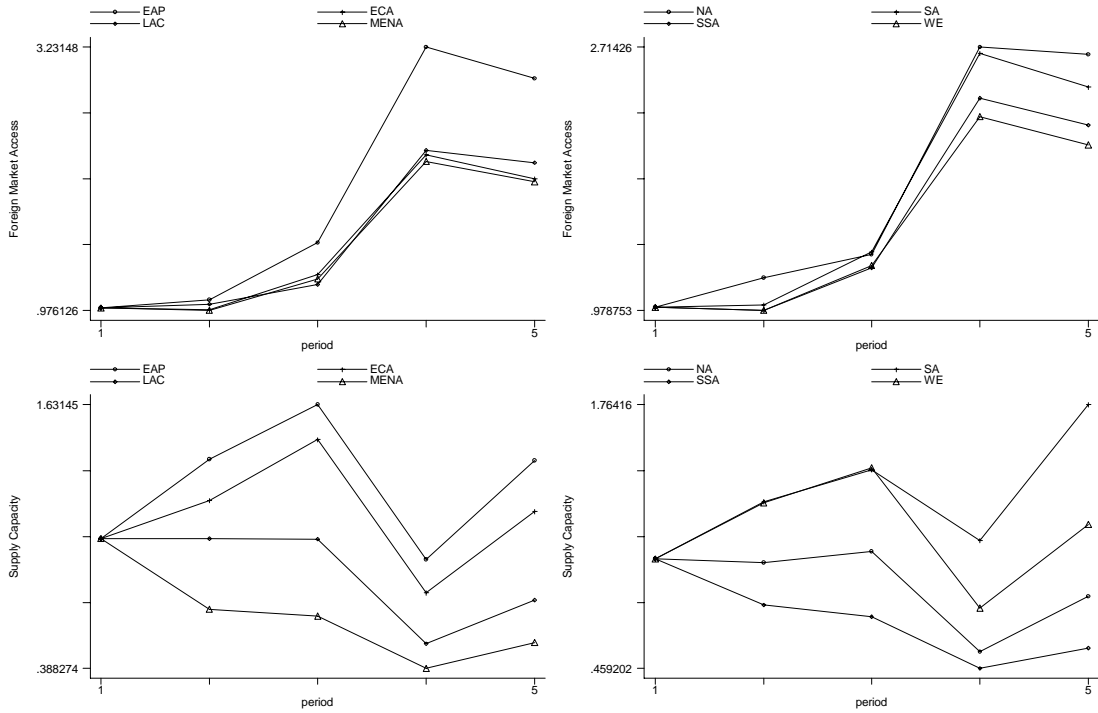 EAP ECA
LAC MENA
3.23148
Foreign Market Access
.976126
1 5
period
NA SA
SSA WE
2.71426
Foreign Market Access
.978753
1 5
period
EAP ECA
LAC MENA
1.63145
Supply Capacity
.388274
1 5
period
NA SA
SSA WE
1.76416
Supply Capacity
.459202
1 5
period